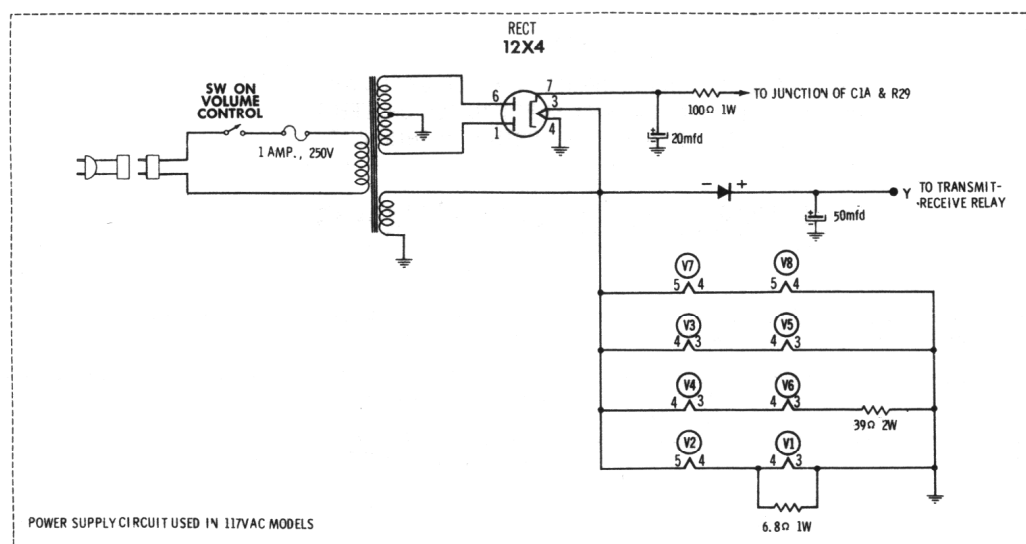 RECT
12X4
SW ON
VOLUME
CONTROL
1 AMP., 250V
6
1
7
3
4
100Ω 1W
TO JUNCTION OF C1A & R29
+
20mfd
-
+
Y
TO TRANSMIT-
-RECEIVE RELAY
+
50mfd
V7
5 4
V8
5 4
V3
4 3
V5
4 3
V4
4 3
V6
4 3
39Ω 2W
V2
5 4
V1
4 3
6.8Ω 1W
POWER SUPPLY CIRCUIT USED IN 117VAC MODELS